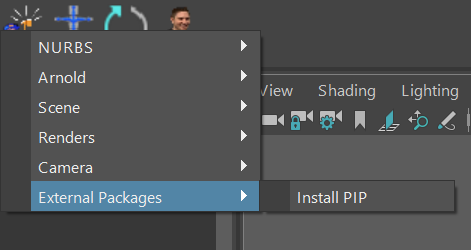 NURBS
Arnold
Scene
Renders
Camera
External Packages
Install PIP
View Shading Lighting